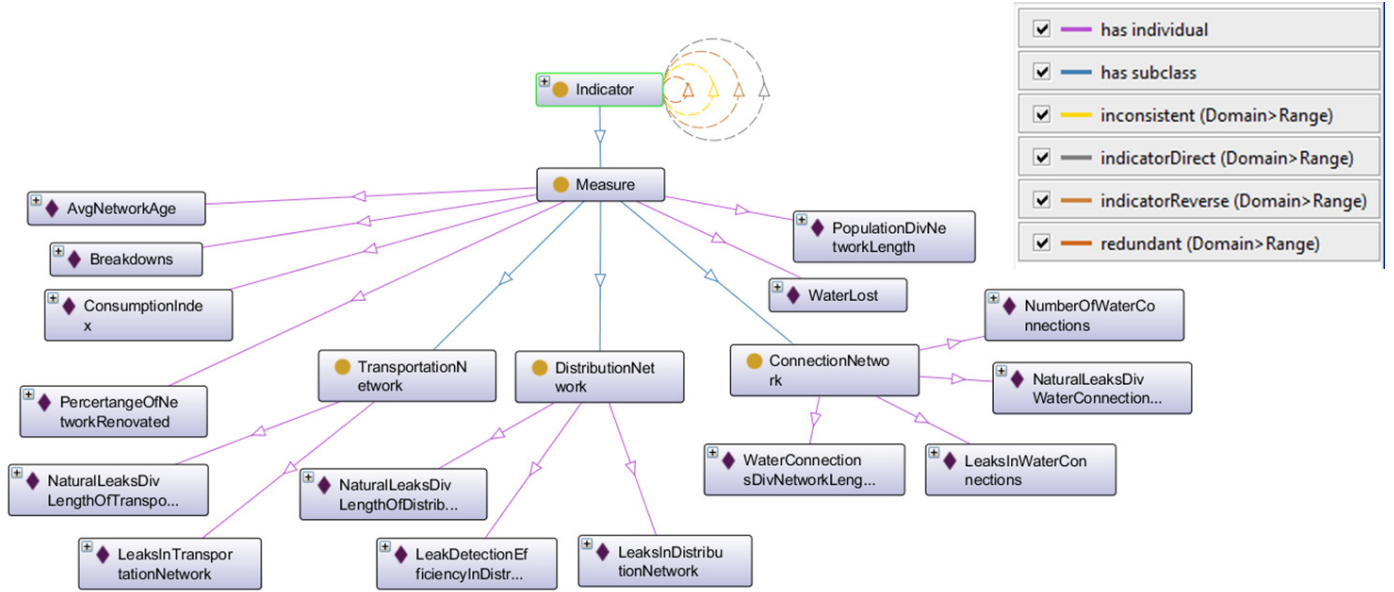 has individual
has subclass
inconsistent (Domain>Range)
indicatorDirect (Domain>Range)
indicatorReverse (Domain>Range)
redundant (Domain>Range)
Indicator
Measure
AvgNetworkAge
Breakdowns
ConsumptionInde
x
PercertangeOfNe
tworkRenovated
PopulationDivNe
tworkLength
WaterLost
TransportationN
etwork
DistributionNet
work
ConnectionNetwo
rk
NumberOfWaterCo
nnections
NaturalLeaksDiv
WaterConnection...
WaterConnection
sDivNetworkLeng...
LeaksInWaterCon
nections
NaturalLeaksDiv
LengthOfTranspo...
LeaksInTranspor
tationNetwork
NaturalLeaksDiv
LengthOfDistrib...
LeakDetectionEf
ficiencyInDistr...
LeaksInDistribu
tionNetwork